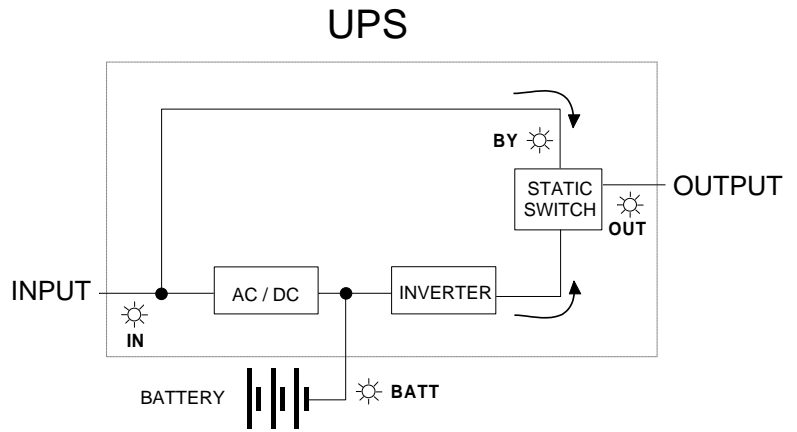 UPS
BY
STATIC
SWITCH
OUTPUT
OUT
INPUT
AC / DC
INVERTER
IN
BATTERY
BATT